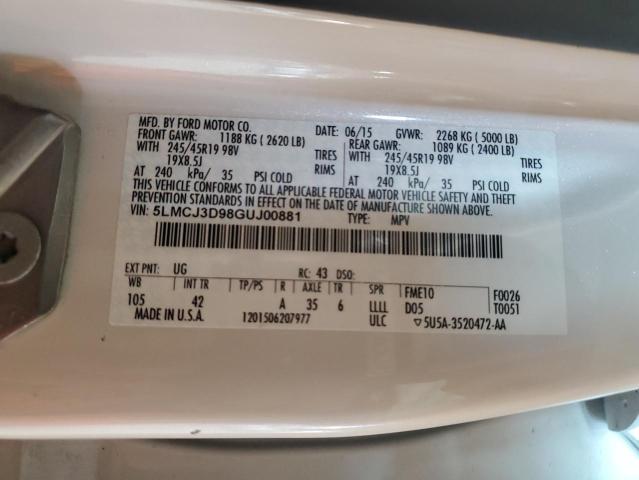 MFD. BY FORD MOTOR CO.
DATE: 06/15 GVWR: 2268 KG ( 5000 LB)
FRONT GAWR: 1188 KG ( 2620 LB)
REAR GAWR: 1089 KG ( 2400 LB)
WITH 245/45R19 98V TIRES
WITH 245/45R19 98V TIRES
19X8.5J RIMS
19X8.5J RIMS
AT 240 kPa/ 35 PSI COLD
AT 240 kPa/ 35 PSI COLD
THIS VEHICLE CONFORMS TO ALL APPLICABLE FEDERAL MOTOR VEHICLE SAFETY AND THEFT
PREVENTION STANDARDS IN EFFECT ON THE DATE OF MANUFACTURE SHOWN ABOVE.
VIN: 5LMCJ3D98GUJ00881 TYPE: MPV
EXT PNT: UG RC: 43 DSO:
WB INT TR TP/PS R AXLE TR SPR FME10 F0026
105 42 A 35 6 LLLL D05 T0051
MADE IN U.S.A. 1201506207977 ULC ▽5U5A-3520472-AA